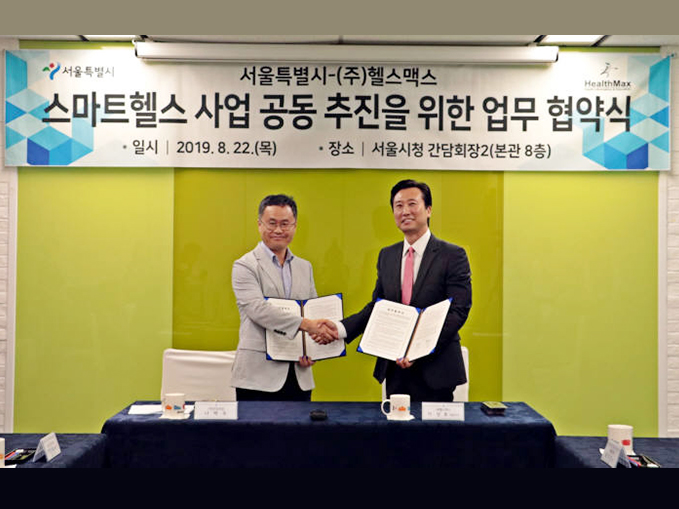 서울특별시
서울특별시-(주)헬스맥스
HealthMax
스마트헬스 사업 공동 추진을 위한 업무 협약식
• 일시 | 2019. 8. 22.(목) • 장소 | 서울시청 간담회장2(본관 8층)